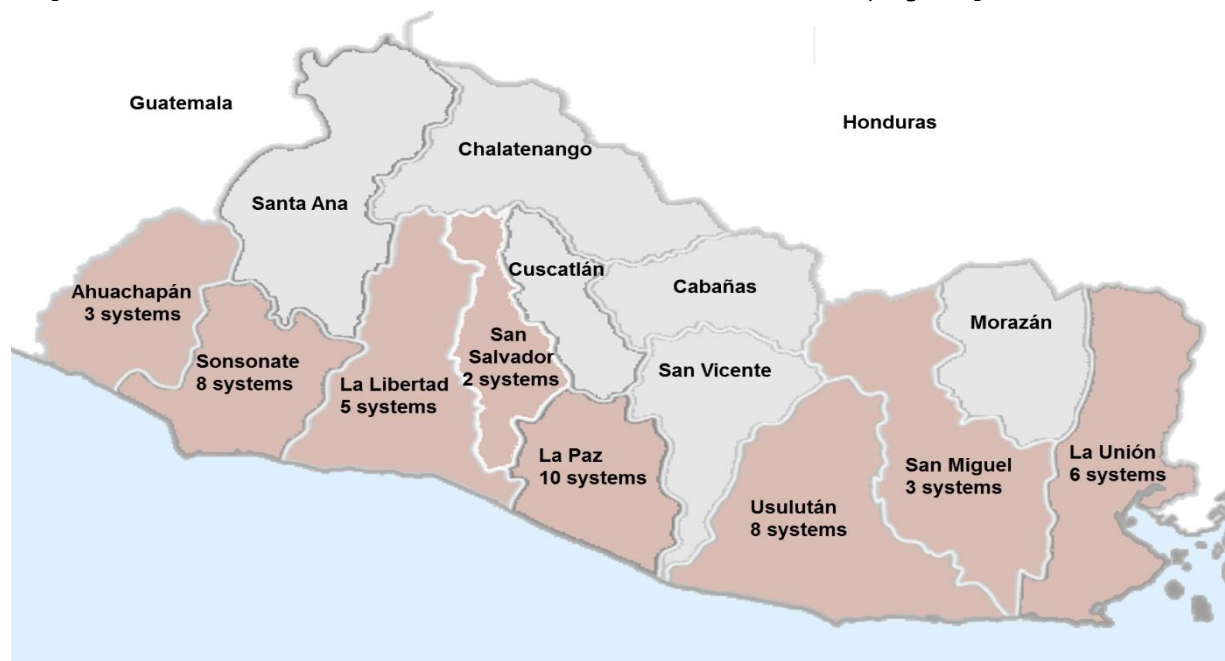 Guatemala
Honduras
Chalatenango
Santa Ana
Cuscatlán
Cabañas
Ahuachapán
3 systems
Morazán
San
Salvador
2 systems
Sonsonate
8 systems
San Vicente
La Libertad
5 systems
La Paz
10 systems
La Unión
6 systems
San Miguel
3 systems
Usulután
8 systems